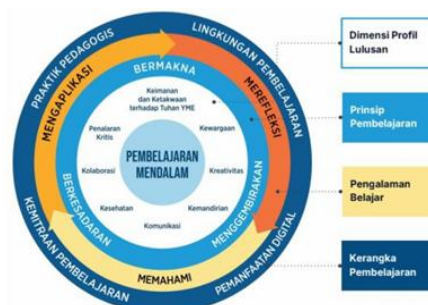 PRAKTIK PEDAGOGIS
LINGKUNGAN PEMBELAJARAN
KEMITRAAN PEMBELAJARAN
PEMANFAATAN DIGITAL
MENGAPLIKASI
MEREFLEKSI
MEMAHAMI
BERMAKNA
BERKESADARAN
MENGGEMBIRAKAN
Keimanan
dan Ketakwaan
terhadap Tuhan YME
Penalaran
Kritis
Kewargaan
Kolaborasi
Kreativitas
Kesehatan
Kemandirian
Komunikasi
PEMBELAJARAN
MENDALAM
Dimensi Profil
Lulusan
Prinsip
Pembelajaran
Pengalaman
Belajar
Kerangka
Pembelajaran